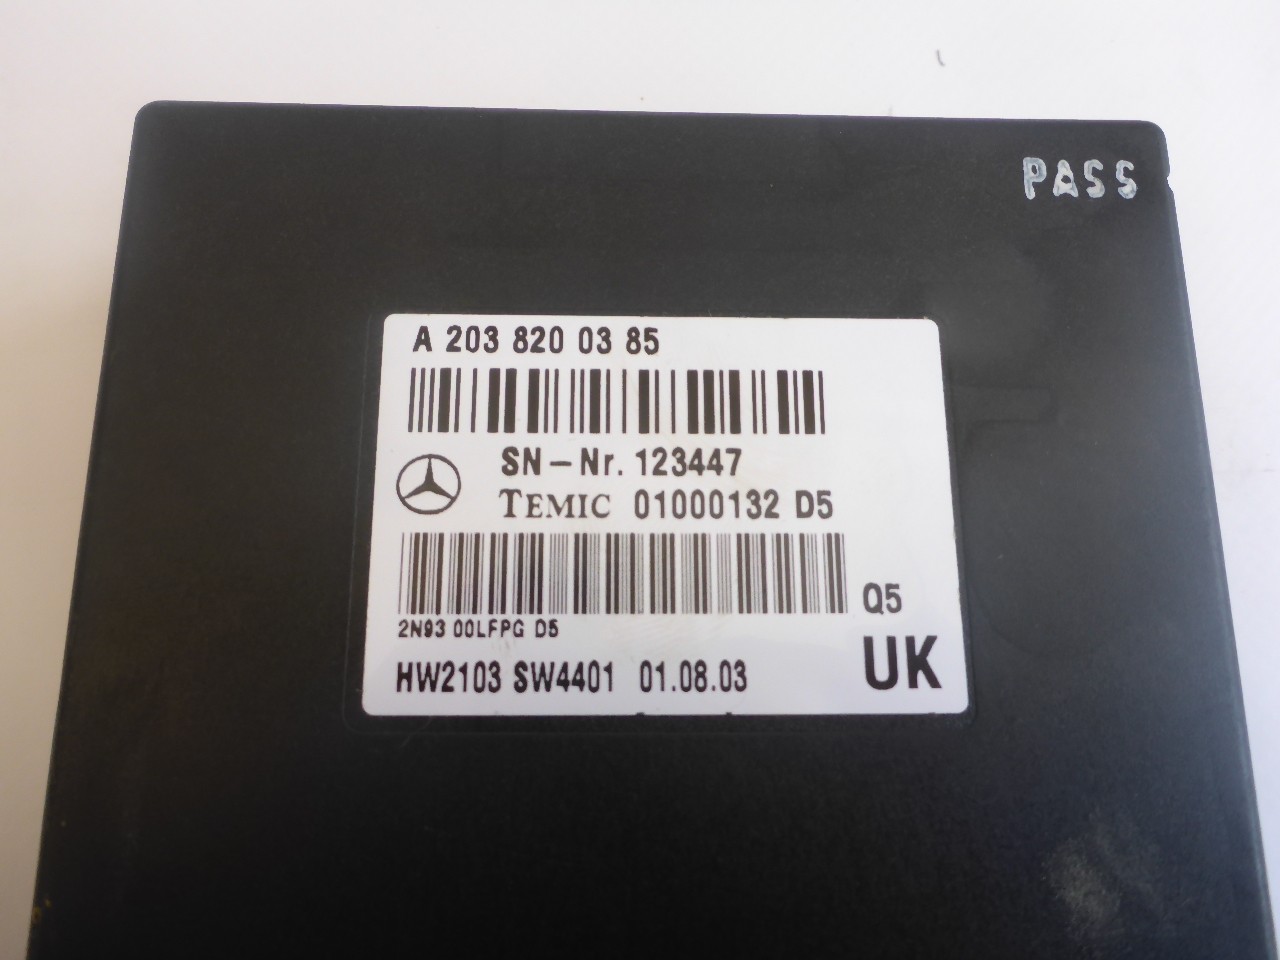 PASS
A 203 820 03 85
SN-Nr. 123447
TEMIC 01000132 D5
Q5
2N93 00LFPG D5
HW2103 SW4401 01.08.03
UK